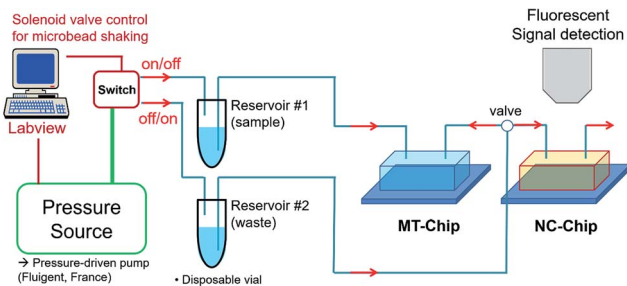 Solenoid valve control
for microbead shaking
Labview
Switch
on/off
off/on
Pressure
Source
→ Pressure-driven pump
(Fluigent, France)
Reservoir #1
(sample)
Reservoir #2
(waste)
• Disposable vial
MT-Chip
valve
Fluorescent
Signal detection
NC-Chip